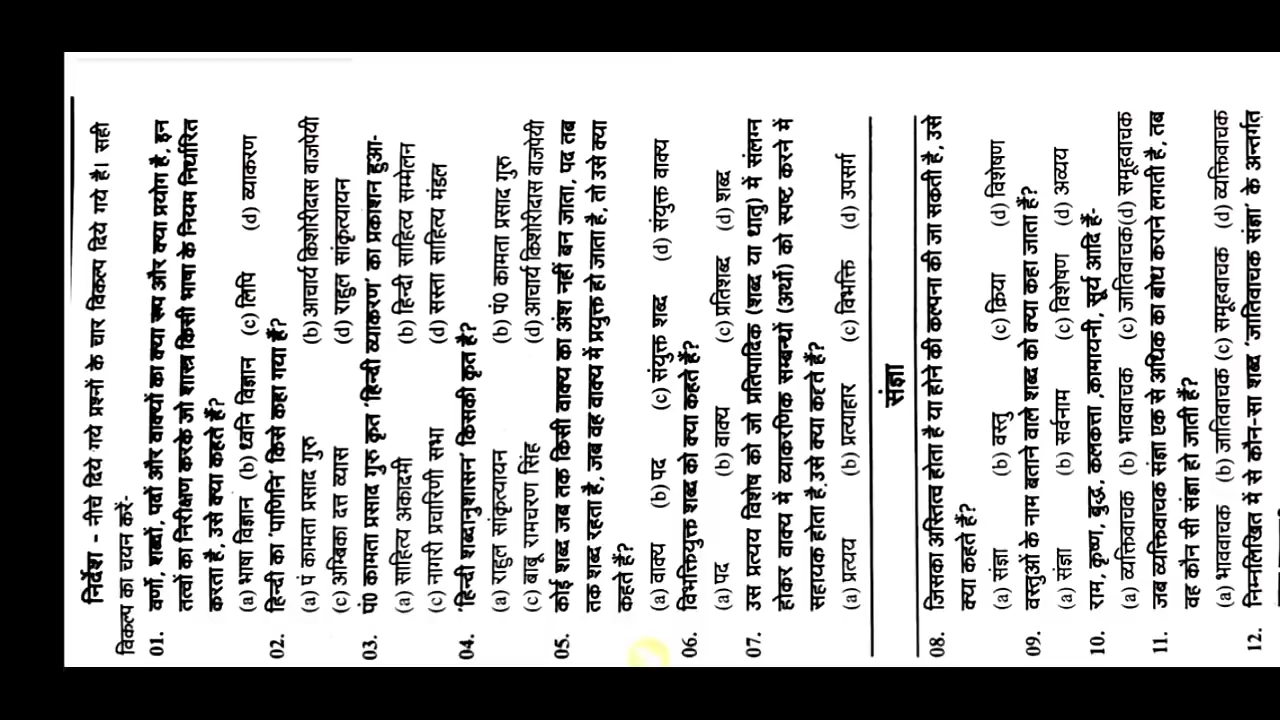 निर्देश - नीचे दिये गये प्रश्नों के चार विकल्प दिये गये है। सही
विकल्प का चयन करें-
01. वर्णो, शब्दों, पदों और वाक्यों का क्या रूप और क्या प्रयोग है, इन
तत्वों का निरीक्षण करके जो शास्त्र किसी भाषा के नियम निर्धारित
करता है, उसे क्या कहते हैं?
(a) भाषा विज्ञान (b) ध्वनि विज्ञान (c) लिपि (d) व्याकरण
02. हिन्दी का 'पाणिनि' किसे कहा गया हैं?
(a) पं कामता प्रसाद गुरु (b) आचार्य किशोरीदास वाजपेयी
(c) अम्बिका दत्त व्यास (d) राहुल सांकृत्यायन
03. पं0 कामता प्रसाद गुरु कृत 'हिन्दी व्याकरण' का प्रकाशन हुआ-
(a) साहित्य अकादमी (b) हिन्दी साहित्य सम्मेलन
(c) नागरी प्रचारिणी सभा (d) सस्ता साहित्य मंडल
04. 'हिन्दी शब्दानुशासन' किसकी कृत है?
(a) राहुल सांकृत्यायन (b) पं0 कामता प्रसाद गुरु
(c) बाबू रामचरण सिंह (d) आचार्य किशोरीदास वाजपेयी
05. कोई शब्द जब तक किसी वाक्य का अंश नहीं बन जाता, पद तब
तक शब्द रहता है, जब वह वाक्य में प्रयुक्त हो जाता है, तो उसे क्या
कहते हैं?
(a) वाक्य (b) पद (c) संयुक्त शब्द (d) संयुक्त वाक्य
06. विभक्तियुक्त शब्द को क्या कहते हैं?
(a) पद (b) वाक्य (c) प्रतिशब्द (d) शब्द
07. उस प्रत्यय विशेष को जो प्रतिपादिक (शब्द या धातु) में संलग्न
होकर वाक्य में व्याकरणिक सम्बन्धों (अर्थो) को स्पष्ट करने में
सहायक होता है.उसे क्या कहते हैं?
(a) प्रत्यय (b) प्रत्याहार (c) विभक्ति (d) उपसर्ग
संज्ञा
08. जिसका अस्तित्व होता है या होने की कल्पना की जा सकती है, उसे
क्या कहते हैं?
(a) संज्ञा (b) वस्तु (c) क्रिया (d) विशेषण
09. वस्तुओं के नाम बताने वाले शब्द को क्या कहा जाता हैं?
(a) संज्ञा (b) सर्वनाम (c) विशेषण (d) अव्यय
10. राम, कृष्ण, बुद्ध, कलकत्ता ,कामायनी, सूर्य आदि हैं-
(a) व्यक्तिवाचक (b) भाववाचक (c) जातिवाचक(d) समूहवाचक
11. जब व्यक्तिवाचक संज्ञा एक से अधिक का बोध कराने लगती है, तब
वह कौन सी संज्ञा हो जाती हैं?
(a) भाववाचक (b) जातिवाचक (c) समूहवाचक (d) व्यक्तिवाचक
12. निम्नलिखित में से कौन-सा शब्द 'जातिवाचक संज्ञा' के अन्तर्गत